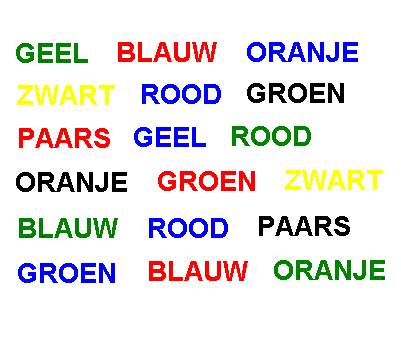 GEEL BLAUW ORANJE
ZWART ROOD GROEN
PAARS GEEL ROOD
ORANJE GROEN ZWART
BLAUW ROOD PAARS
GROEN BLAUW ORANJE